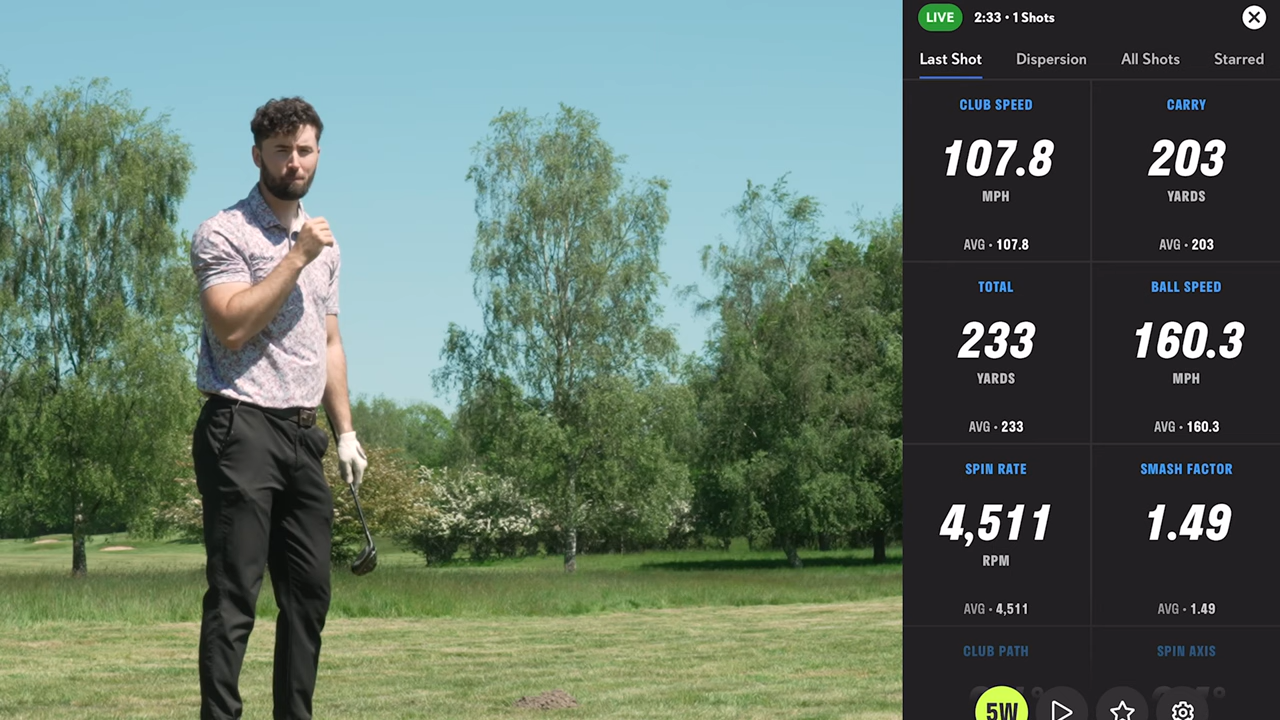 LIVE 2:33 • 1 Shots
Last Shot Dispersion All Shots Starred
CLUB SPEED
107.8
MPH
AVG • 107.8
CARRY
203
YARDS
AVG • 203
TOTAL
233
YARDS
AVG • 233
BALL SPEED
160.3
MPH
AVG • 160.3
SPIN RATE
4,511
RPM
AVG • 4,511
SMASH FACTOR
1.49
AVG • 1.49
CLUB PATH
SPIN AXIS
5W